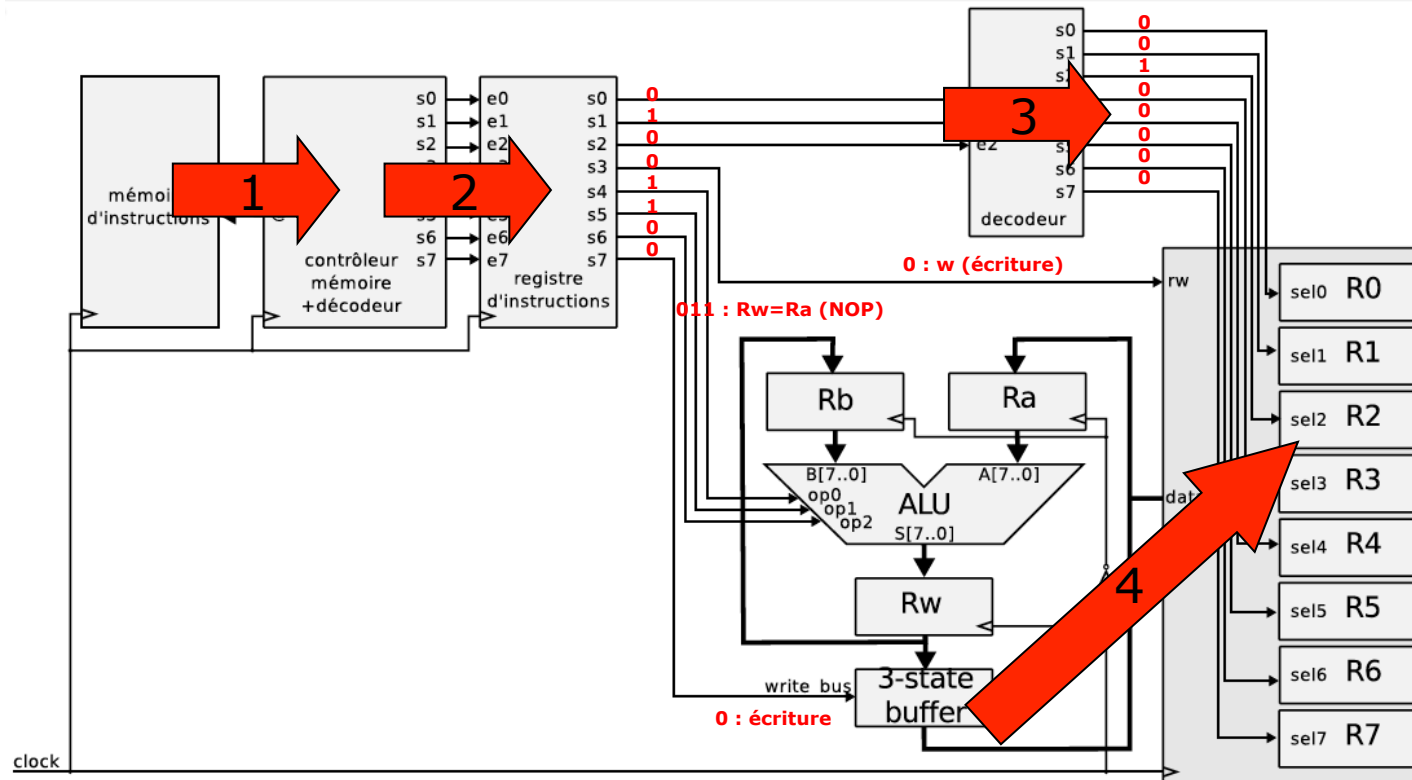 mémoi
d'instructions
1
s0
s1
s2
s6
s7
contrôleur
mémoire
+décodeur
2
e0
e1
e2
e6
e7
s0
s1
s2
s3
s4
s5
s6
s7
registre
d'instructions
0
1
0
0
1
1
0
0
s0
s1
e2
s6
s7
decodeur
3
0
0
1
0
0
0
0
0
0 : w (écriture)
011 : Rw=Ra (NOP)
rw
sel0 R0
sel1 R1
sel2 R2
sel3 R3
sel4 R4
sel5 R5
sel6 R6
sel7 R7
Rb
Ra
B[7..0]
A[7..0]
op0
op1
op2
ALU
S[7..0]
Rw
4
write bus
3-state
buffer
0 : écriture
clock